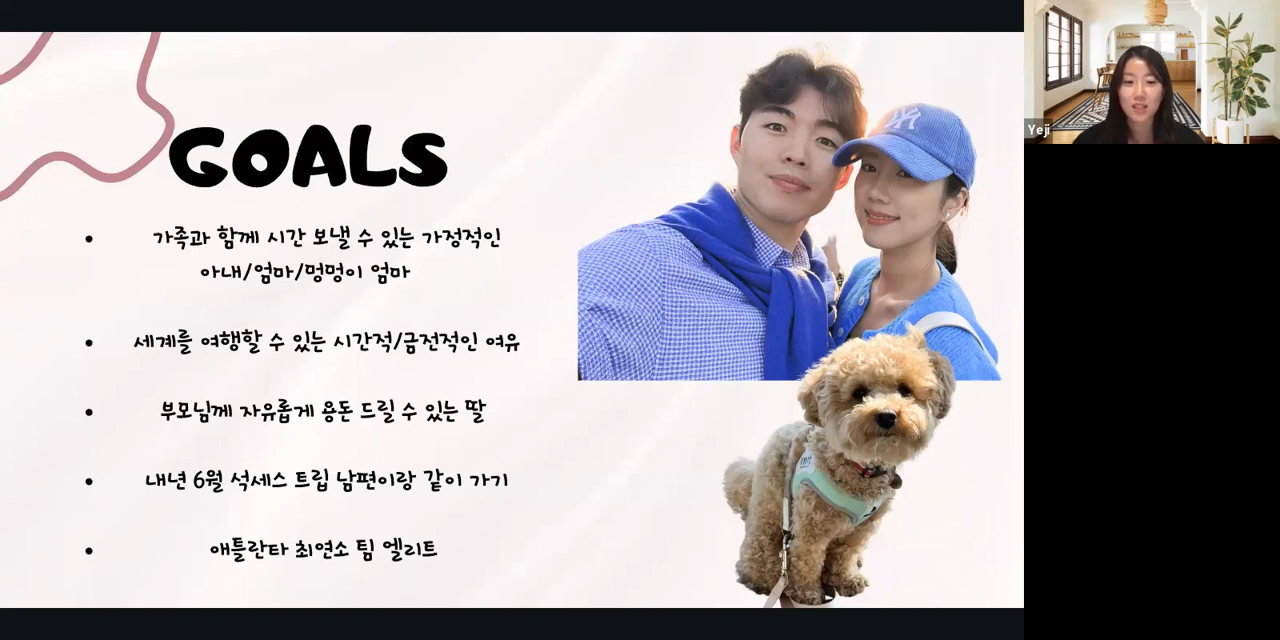 GOALS
가족과 함께 시간 보낼 수 있는 가정적인
아내/엄마/멍멍이 엄마
세계를 여행할 수 있는 시간적/금전적인 여유
부모님께 자유롭게 용돈 드릴 수 있는 딸
내년 6월 석세스 트립 남편이랑 같이 가기
애틀란타 최연소 팀 엘리트
NY
Yeji